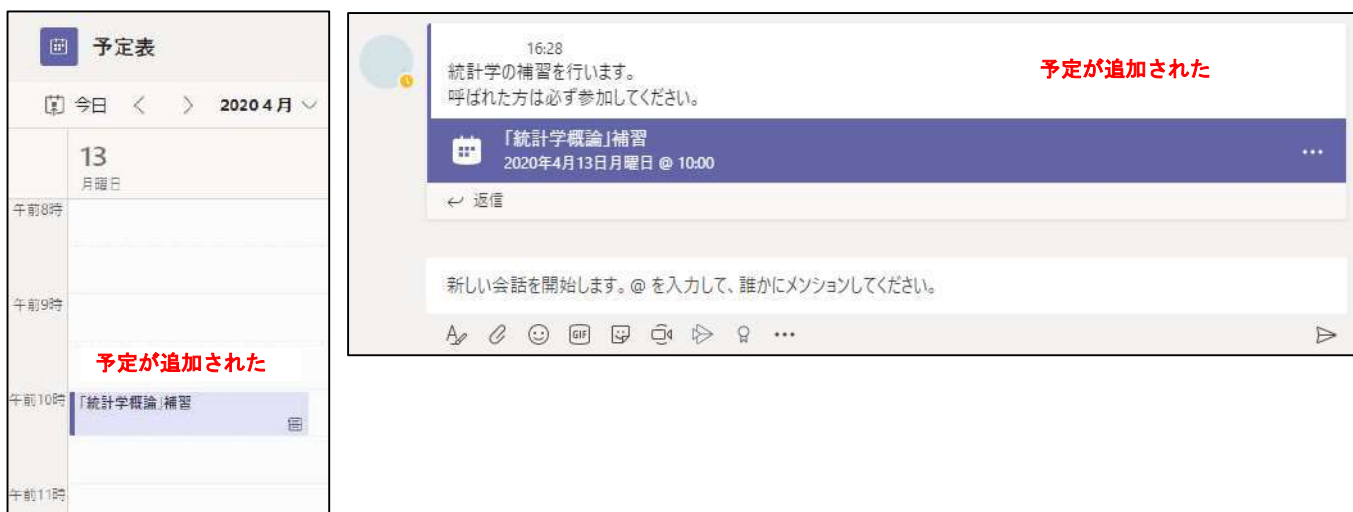 予定表
今日
2020 4月
13
月曜日
午前8時
午前9時
予定が追加された
午前10時
「統計学概論」補習
午前11時
16:28
予定が追加された
統計学の補習を行います。
呼ばれた方は必ず参加してください。
「統計学概論」補習
2020年4月13日月曜日 @ 10:00
返信
新しい会話を開始します。@ を入力して、誰かにメンションしてください。
GIF